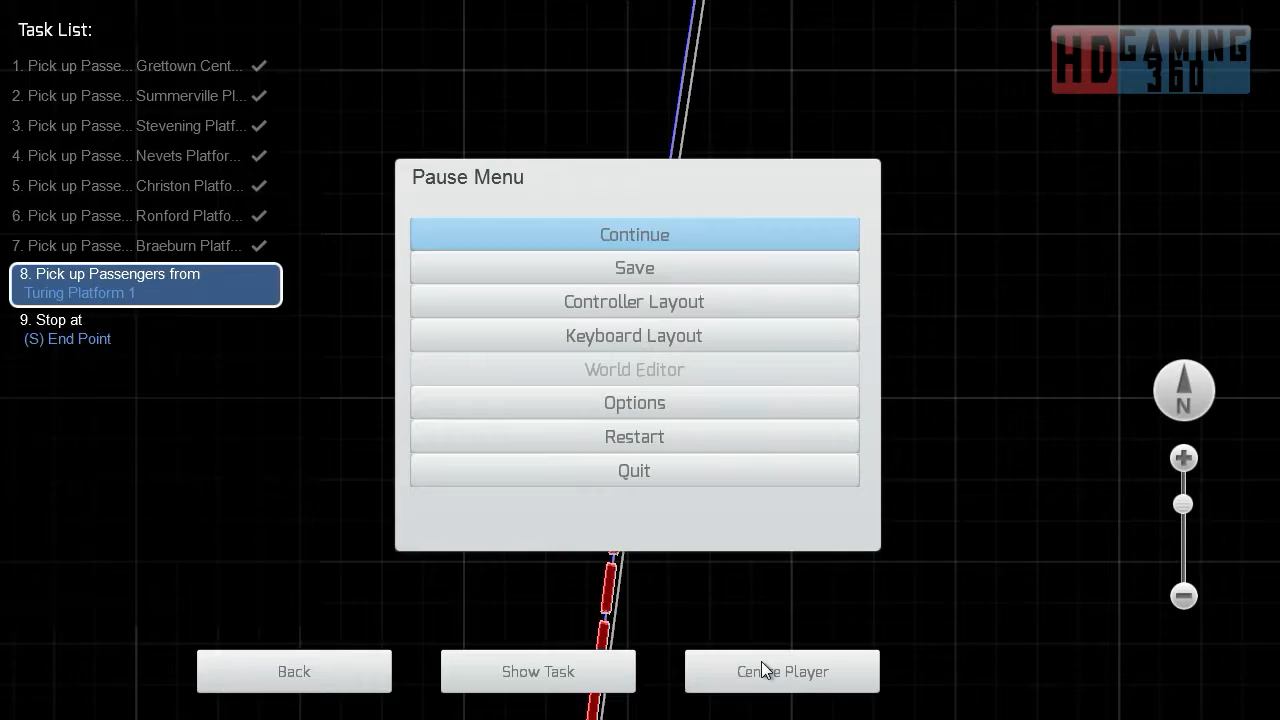 Task List:
1. Pick up Passe... Grettown Cent...
2. Pick up Passe... Summerville Pl...
3. Pick up Passe... Stevening Platf...
4. Pick up Passe... Nevets Platfor...
5. Pick up Passe... Christon Platfo...
6. Pick up Passe... Ronford Platfo...
7. Pick up Passe... Braeburn Platf...
8. Pick up Passengers from
Turing Platform 1
9. Stop at
(S) End Point
HD GAMING
360
Pause Menu
Continue
Save
Controller Layout
Keyboard Layout
World Editor
Options
Restart
Quit
N
Back
Show Task
Centre Player